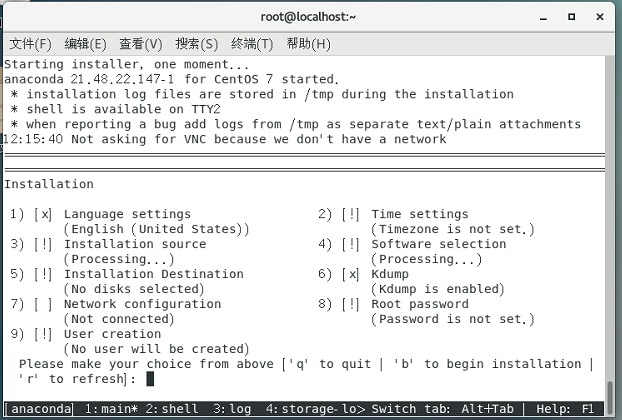 root@localhost:~
文件(F) 编辑(E) 查看(V) 搜索(S) 终端(T) 帮助(H)
Starting installer, one moment...
anaconda 21.48.22.147-1 for CentOS 7 started.
* installation log files are stored in /tmp during the installation
* shell is available on TTY2
* when reporting a bug add logs from /tmp as separate text/plain attachments
12:15:40 Not asking for VNC because we don't have a network
================================================================================
================================================================================
Installation
1) [x] Language settings 2) [!] Time settings
(English (United States)) (Timezone is not set.)
3) [!] Installation source 4) [!] Software selection
(Processing...) (Processing...)
5) [!] Installation Destination 6) [x] Kdump
(No disks selected) (Kdump is enabled)
7) [ ] Network configuration 8) [!] Root password
(Not connected) (Password is not set.)
9) [!] User creation
(No user will be created)
Please make your choice from above ['q' to quit | 'b' to begin installation |
'r' to refresh]:
[anaconda] 1:main* 2:shell 3:log 4:storage-lo> Switch tab: Alt+Tab | Help: F1